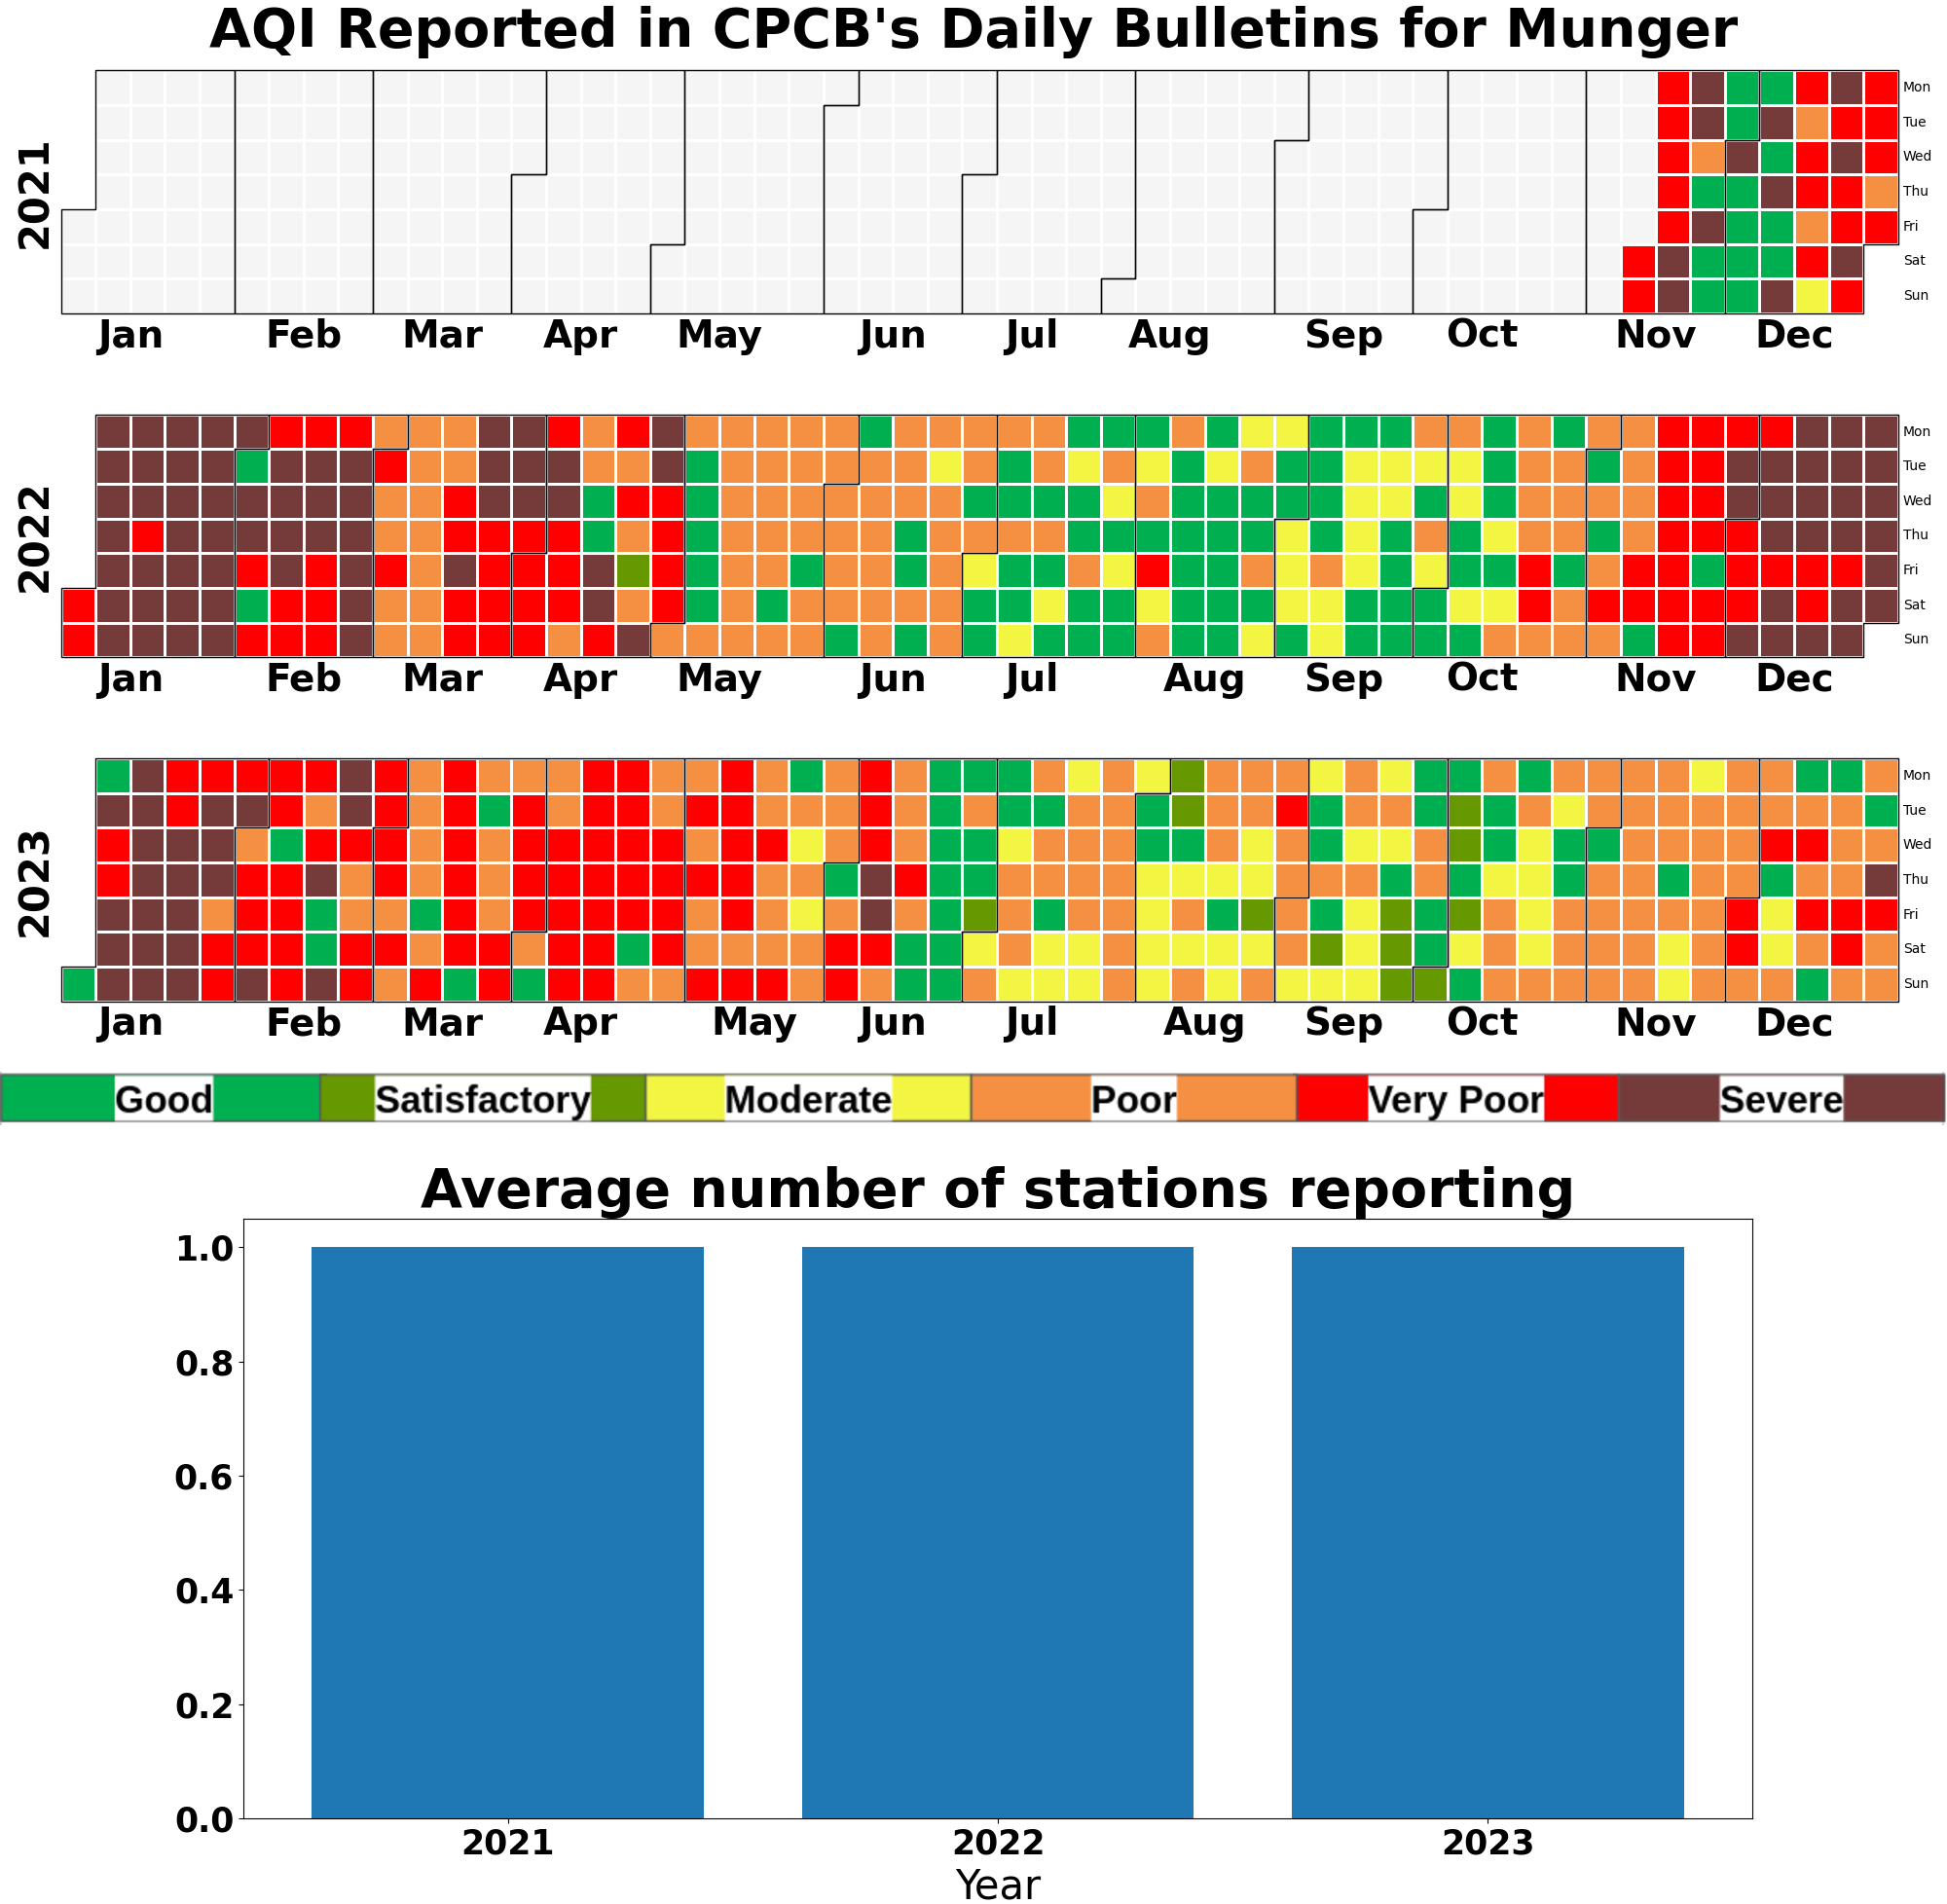 AQI Reported in CPCB's Daily Bulletins for Munger
2021
Mon
Tue
Wed
Thu
Fri
Sat
Sun
Jan Feb Mar Apr May Jun Jul Aug Sep Oct Nov Dec
2022
Mon
Tue
Wed
Thu
Fri
Sat
Sun
Jan Feb Mar Apr May Jun Jul Aug Sep Oct Nov Dec
2023
Mon
Tue
Wed
Thu
Fri
Sat
Sun
Jan Feb Mar Apr May Jun Jul Aug Sep Oct Nov Dec
Good Satisfactory Moderate Poor Very Poor Severe
Average number of stations reporting
1.0
0.8
0.6
0.4
0.2
0.0
2021 2022 2023
Year